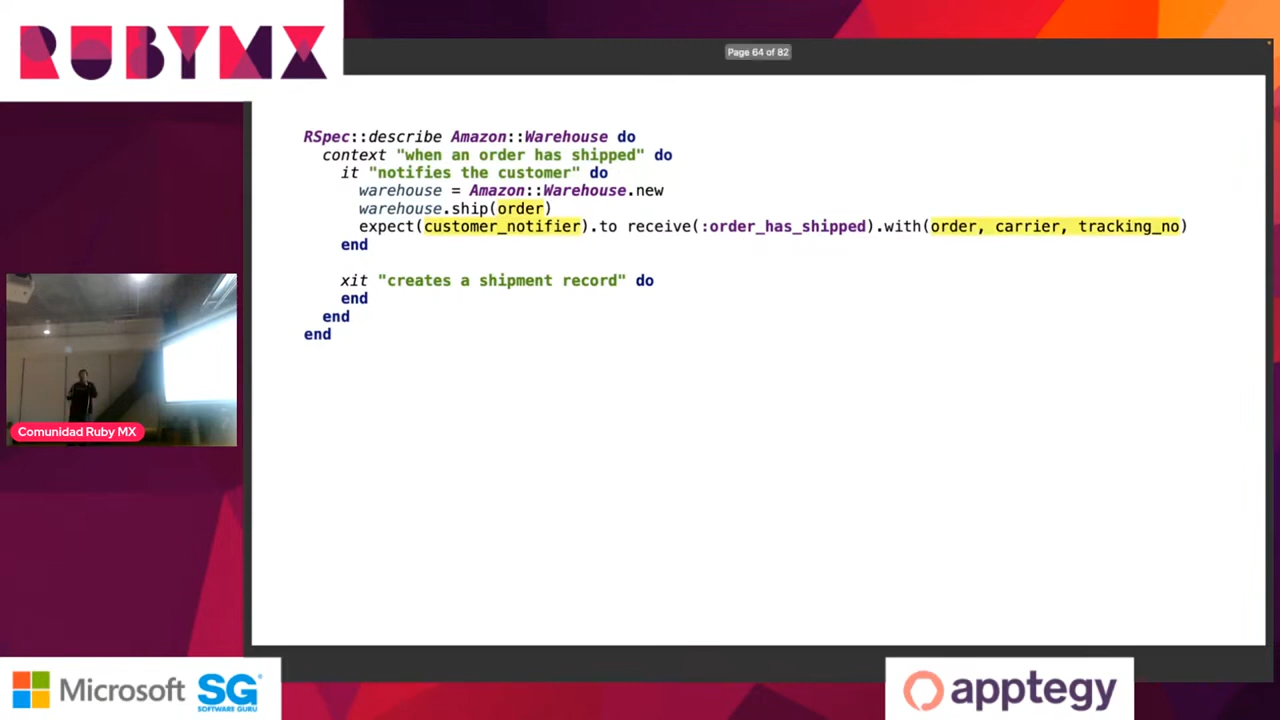 RUBYMX
Page 64 of 82
RSpec::describe Amazon::Warehouse do
context "when an order has shipped" do
it "notifies the customer" do
warehouse = Amazon::Warehouse.new
warehouse.ship(order)
expect(customer_notifier).to receive(:order_has_shipped).with(order, carrier, tracking_no)
end
xit "creates a shipment record" do
end
end
end
Comunidad Ruby MX
Microsoft
SG
SOFTWARE GURU
apptegy